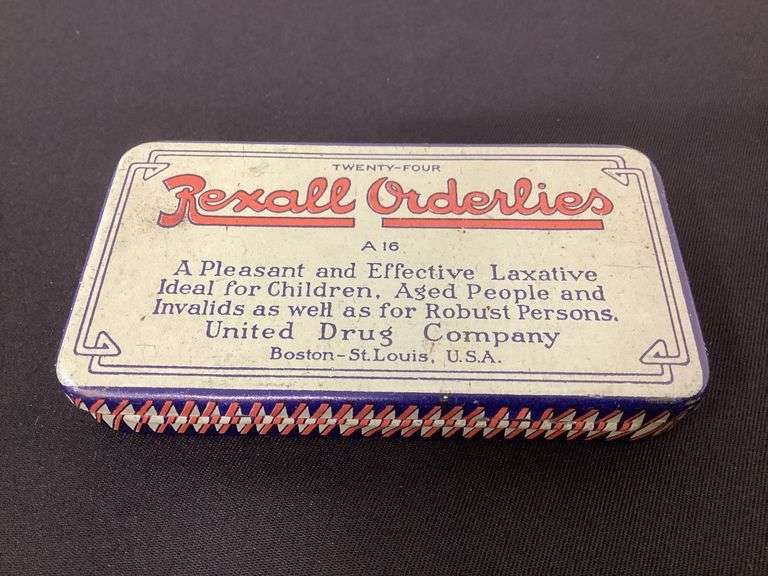 TWENTY-FOUR
Rexall Orderlies
A 16
A Pleasant and Effective Laxative
Ideal for Children, Aged People and
Invalids as well as for Robust Persons.
United Drug Company
Boston-St. Louis, U.S.A.